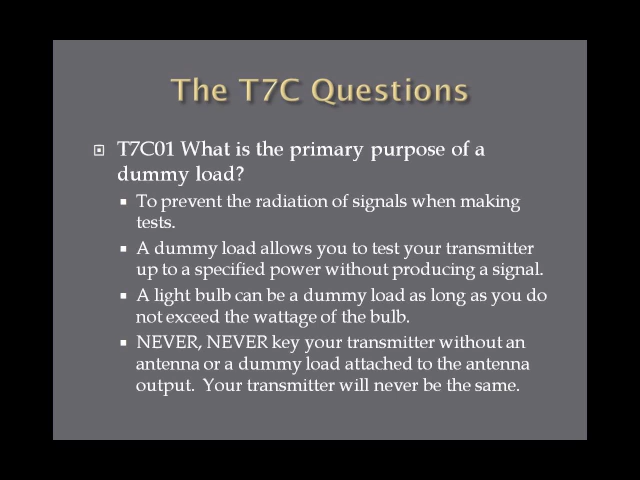 The T7C Questions
T7C01 What is the primary purpose of a
dummy load?
To prevent the radiation of signals when making
tests.
A dummy load allows you to test your transmitter
up to a specified power without producing a signal.
A light bulb can be a dummy load as long as you do
not exceed the wattage of the bulb.
NEVER, NEVER key your transmitter without an
antenna or a dummy load attached to the antenna
output.  Your transmitter will never be the same.